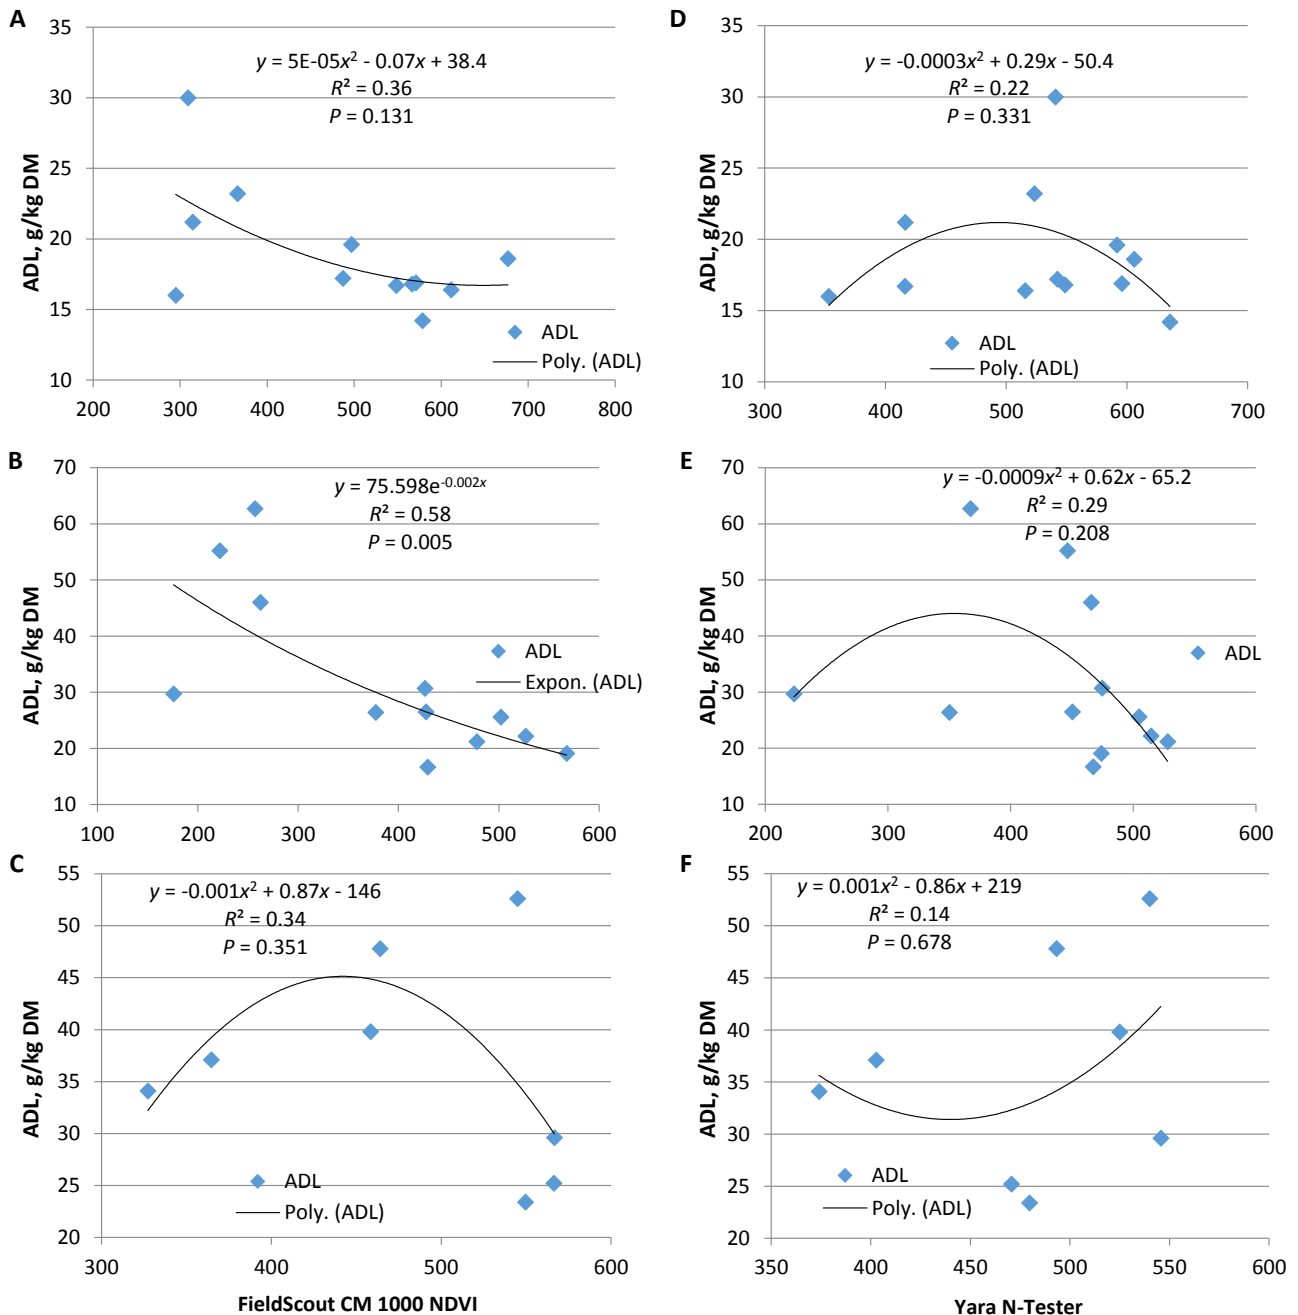 A
35
30
25
20
15
10
ADL, g/kg DM
y = 5E-05x² - 0.07x + 38.4
R² = 0.36
P = 0.131
ADL
Poly. (ADL)
200 300 400 500 600 700 800
D
35
30
25
20
15
10
ADL, g/kg DM
y = -0.0003x² + 0.29x - 50.4
R² = 0.22
P = 0.331
ADL
Poly. (ADL)
300 400 500 600 700
B
70
60
50
40
30
20
10
ADL, g/kg DM
y = 75.598e^-0.002x
R² = 0.58
P = 0.005
ADL
Expon. (ADL)
100 200 300 400 500 600
E
70
60
50
40
30
20
10
ADL, g/kg DM
y = -0.0009x² + 0.62x - 65.2
R² = 0.29
P = 0.208
ADL
200 300 400 500 600
C
55
50
45
40
35
30
25
20
ADL, g/kg DM
y = -0.001x² + 0.87x - 146
R² = 0.34
P = 0.351
ADL
Poly. (ADL)
300 400 500 600
FieldScout CM 1000 NDVI
F
55
50
45
40
35
30
25
20
ADL, g/kg DM
y = 0.001x² - 0.86x + 219
R² = 0.14
P = 0.678
ADL
Poly. (ADL)
350 400 450 500 550 600
Yara N-Tester